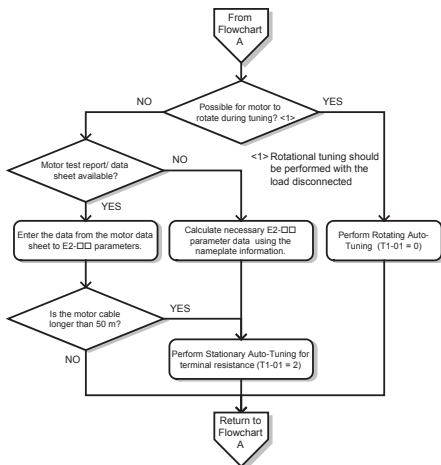 From
Flowchart
A
Possible for motor to
rotate during tuning? <1>
NO
YES
Motor test report/ data
sheet available?
NO
<1> Rotational tuning should
be performed with the
load disconnected
YES
Enter the data from the motor data
sheet to E2-□□ parameters.
Calculate necessary E2-□□
parameter data using the
nameplate information.
Perform Rotating Auto-
Tuning (T1-01 = 0)
Is the motor cable
longer than 50 m?
YES
NO
Perform Stationary Auto-Tuning for
terminal resistance (T1-01 = 2)
Return to
Flowchart
A